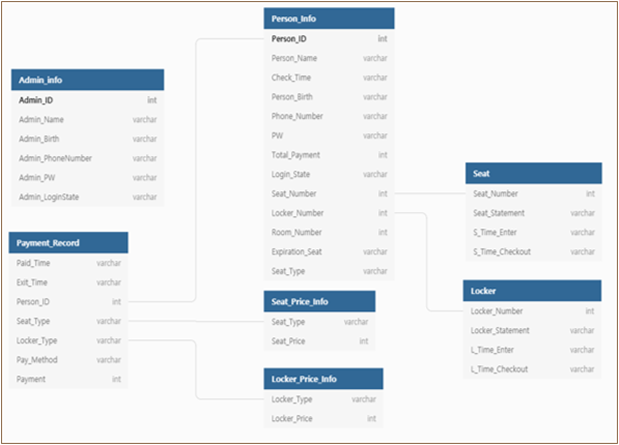 Person_Info
Person_ID int
Person_Name varchar
Check_Time varchar
Person_Birth varchar
Phone_Number varchar
PW varchar
Total_Payment int
Login_State varchar
Seat_Number int
Locker_Number int
Room_Number int
Expiration_Seat varchar
Seat_Type varchar
Admin_info
Admin_ID int
Admin_Name varchar
Admin_Birth varchar
Admin_PhoneNumber varchar
Admin_PW varchar
Admin_LoginState varchar
Seat
Seat_Number int
Seat_Statement varchar
S_Time_Enter varchar
S_Time_Checkout varchar
Payment_Record
Paid_Time varchar
Exit_Time varchar
Person_ID int
Seat_Type varchar
Locker_Type varchar
Pay_Method varchar
Payment int
Seat_Price_Info
Seat_Type varchar
Seat_Price int
Locker
Locker_Number int
Locker_Statement varchar
L_Time_Enter varchar
L_Time_Checkout varchar
Locker_Price_Info
Locker_Type varchar
Locker_Price int